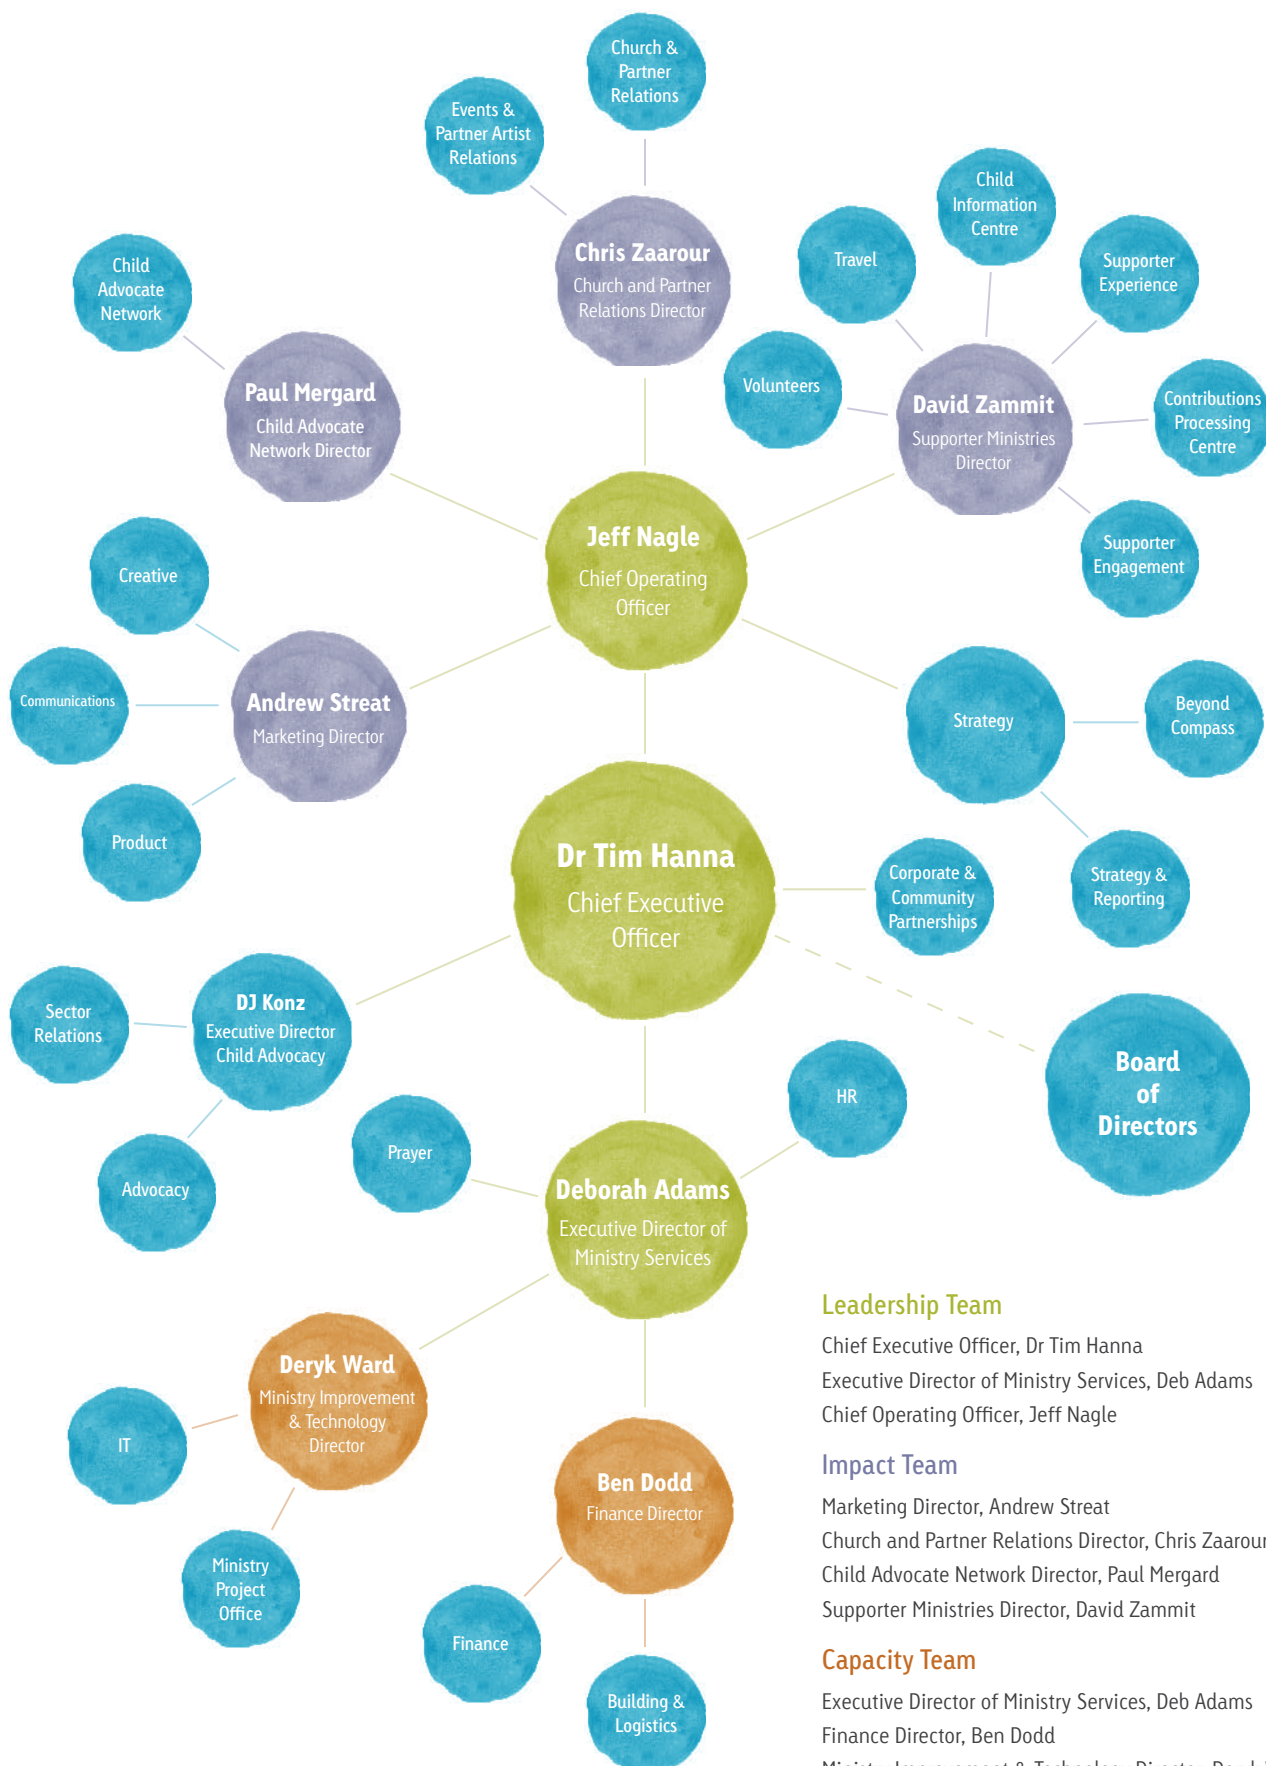 Church &
Partner
Relations
Events &
Partner Artist
Relations
Child
Information
Centre
Chris Zaarour
Church and Partner
Relations Director
Travel
Supporter
Experience
Child
Advocate
Network
Volunteers
Paul Mergard
Child Advocate
Network Director
David Zammit
Supporter Ministries
Director
Contributions
Processing
Centre
Jeff Nagle
Chief Operating
Officer
Supporter
Engagement
Creative
Communications
Andrew Streat
Marketing Director
Product
Strategy
Beyond
Compass
Dr Tim Hanna
Chief Executive
Officer
Corporate &
Community
Partnerships
Strategy &
Reporting
Sector
Relations
DJ Konz
Executive Director
Child Advocacy
Board
of
Directors
HR
Prayer
Advocacy
Deborah Adams
Executive Director of
Ministry Services
Deryk Ward
Ministry Improvement
& Technology
Director
IT
Ministry
Project
Office
Ben Dodd
Finance Director
Finance
Building &
Logistics
Leadership Team
Chief Executive Officer, Dr Tim Hanna
Executive Director of Ministry Services, Deb Adams
Chief Operating Officer, Jeff Nagle
Impact Team
Marketing Director, Andrew Streat
Church and Partner Relations Director, Chris Zaarour
Child Advocate Network Director, Paul Mergard
Supporter Ministries Director, David Zammit
Capacity Team
Executive Director of Ministry Services, Deb Adams
Finance Director, Ben Dodd
Ministry Improvement & Technology Director,